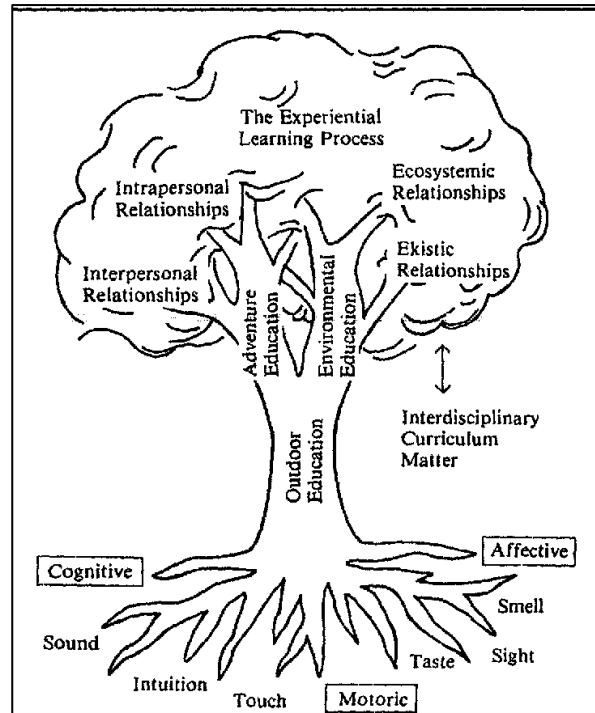 The Experiential
Learning Process
Intrapersonal
Relationships
Ecosystemic
Relationships
Interpersonal
Relationships
Ekistic
Relationships
Adventure
Education
Environmental
Education
Interdisciplinary
Curriculum
Matter
Outdoor
Education
Cognitive
Affective
Smell
Sound
Sight
Taste
Intuition
Touch
Motoric